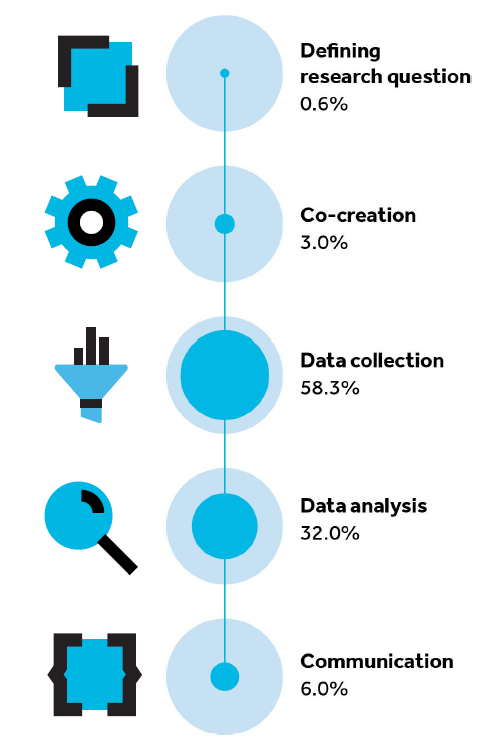 Defining
research question
0.6%
Co-creation
3.0%
Data collection
58.3%
Data analysis
32.0%
Communication
6.0%